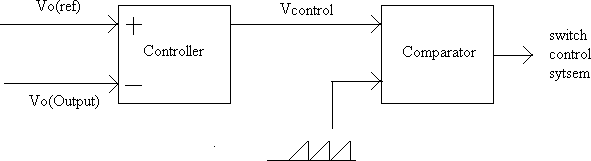 Vo(ref)
Vcontrol
+
Controller
Comparator
switch
control
sytsem
−
Vo(Output)